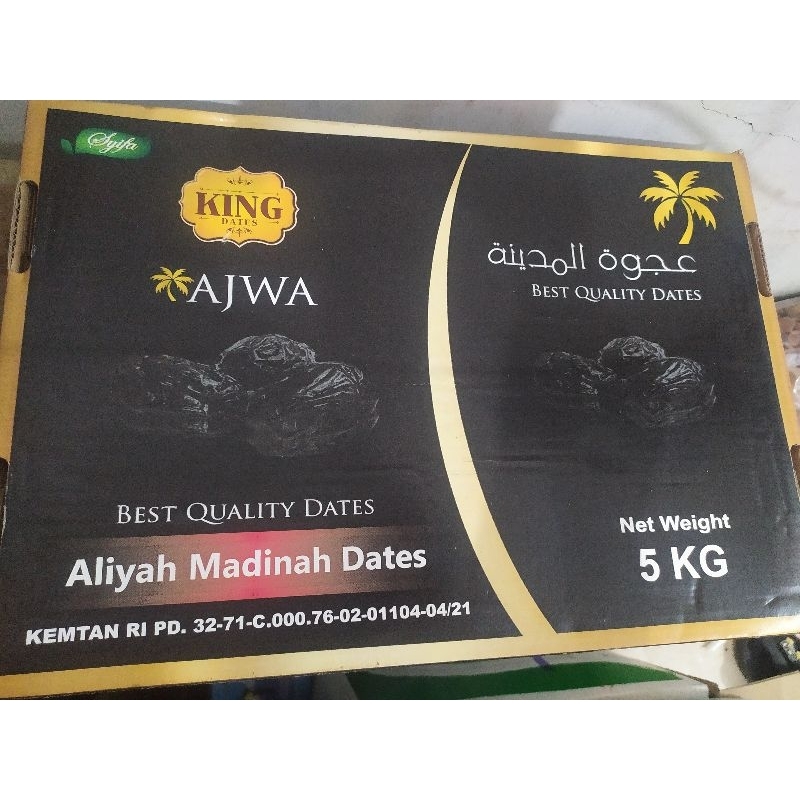 Syifa
KING
DATES
AJWA
BEST QUALITY DATES
Aliyah Madinah Dates
KEMTAN RI PD. 32-71-C.000.76-02-01104-04/21
عجوة المدينة
BEST QUALITY DATES
Net Weight
5 KG